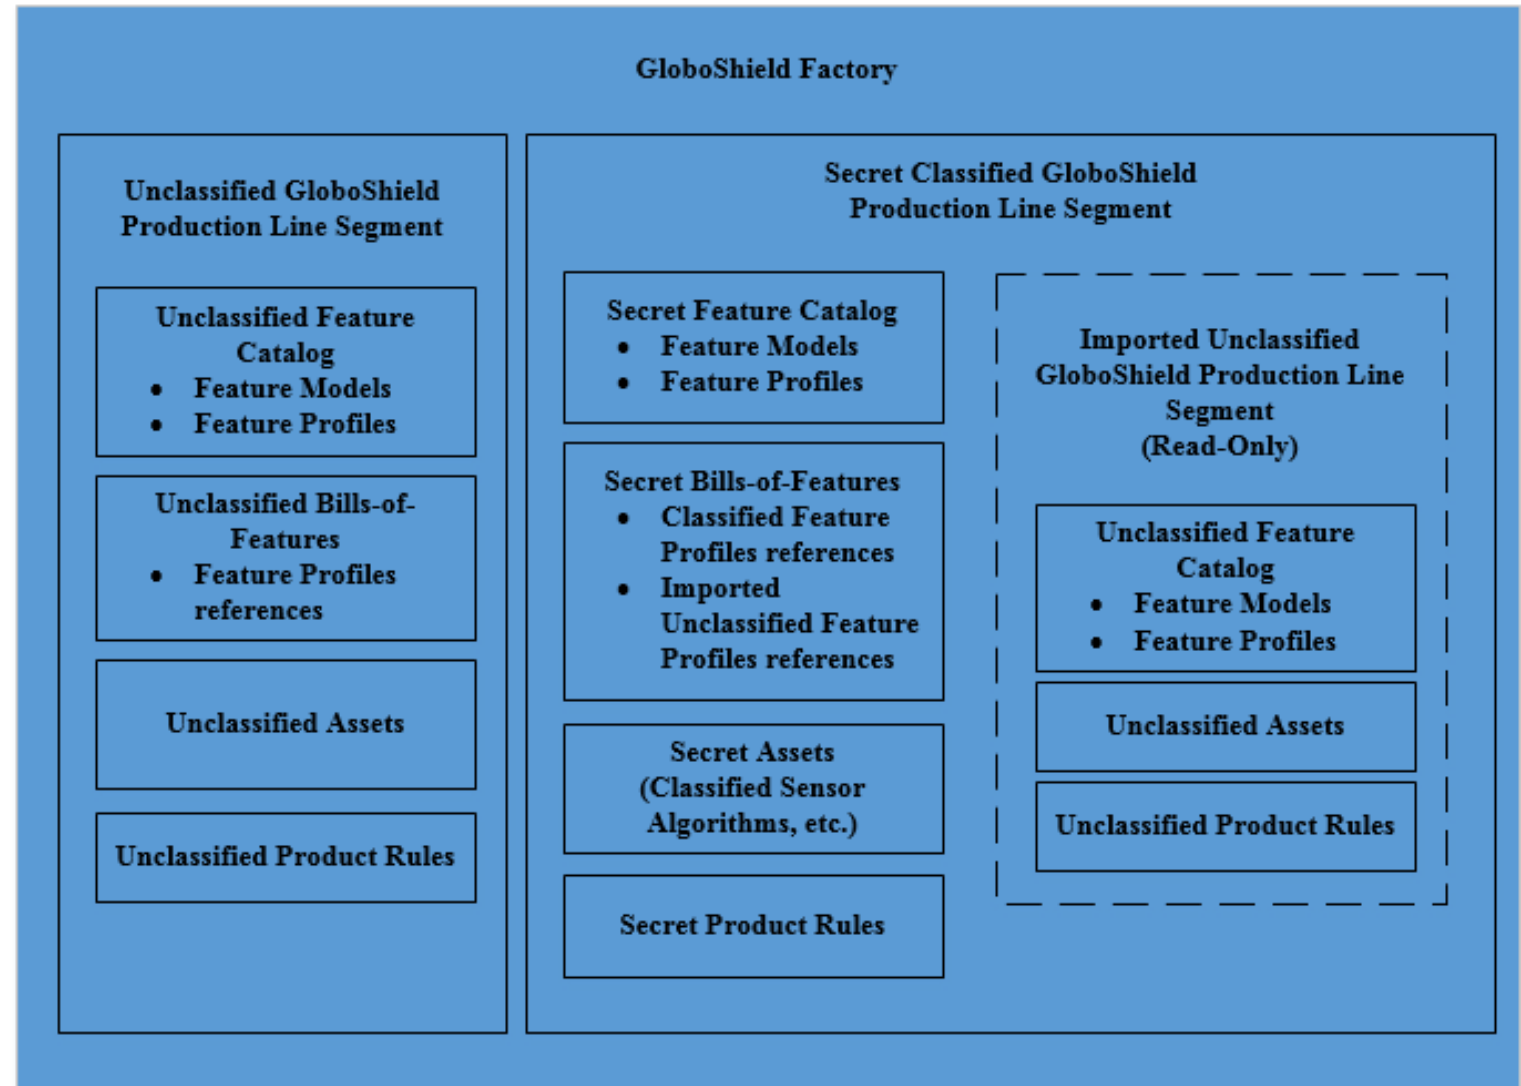 GloboShield Factory
Unclassified GloboShield
Production Line Segment
Unclassified Feature
Catalog
• Feature Models
• Feature Profiles
Unclassified Bills-of-
Features
• Feature Profiles
references
Unclassified Assets
Unclassified Product Rules
Secret Classified GloboShield
Production Line Segment
Secret Feature Catalog
• Feature Models
• Feature Profiles
Secret Bills-of-Features
• Classified Feature
Profiles references
• Imported
Unclassified Feature
Profiles references
Secret Assets
(Classified Sensor
Algorithms, etc.)
Secret Product Rules
Imported Unclassified
GloboShield Production Line
Segment
(Read-Only)
Unclassified Feature
Catalog
• Feature Models
• Feature Profiles
Unclassified Assets
Unclassified Product Rules